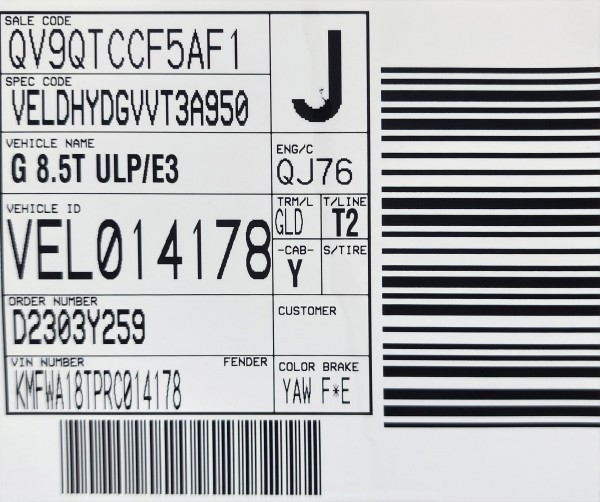 SALE CODE
QV9QTCCF5AF1
J
SPEC CODE
VELDHYDGVVT3A950
VEHICLE NAME
G 8.5T ULP/E3
ENG/C
QJ76
TRM/L T/LINE
GLD T2
VEHICLE ID
VEL014178
-CAB- S/TIRE
Y
ORDER NUMBER
D2303Y259
CUSTOMER
VIN NUMBER FENDER
KMFWA18TPRC014178
COLOR BRAKE
YAW F*E